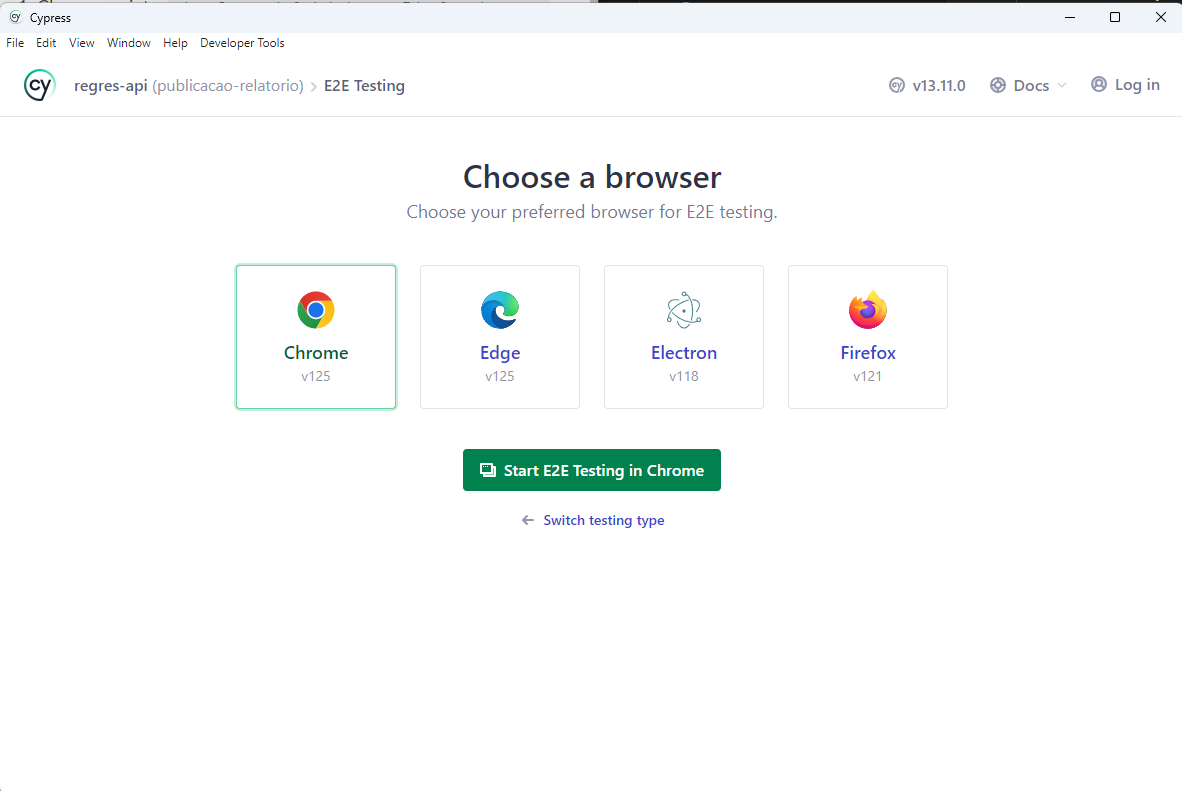 Cypress
File Edit View Window Help Developer Tools
cy regres-api (publicacao-relatorio) > E2E Testing v13.11.0 Docs Log in
Choose a browser
Choose your preferred browser for E2E testing.
Chrome Edge Electron Firefox
v125 v125 v118 v121
Start E2E Testing in Chrome
← Switch testing type